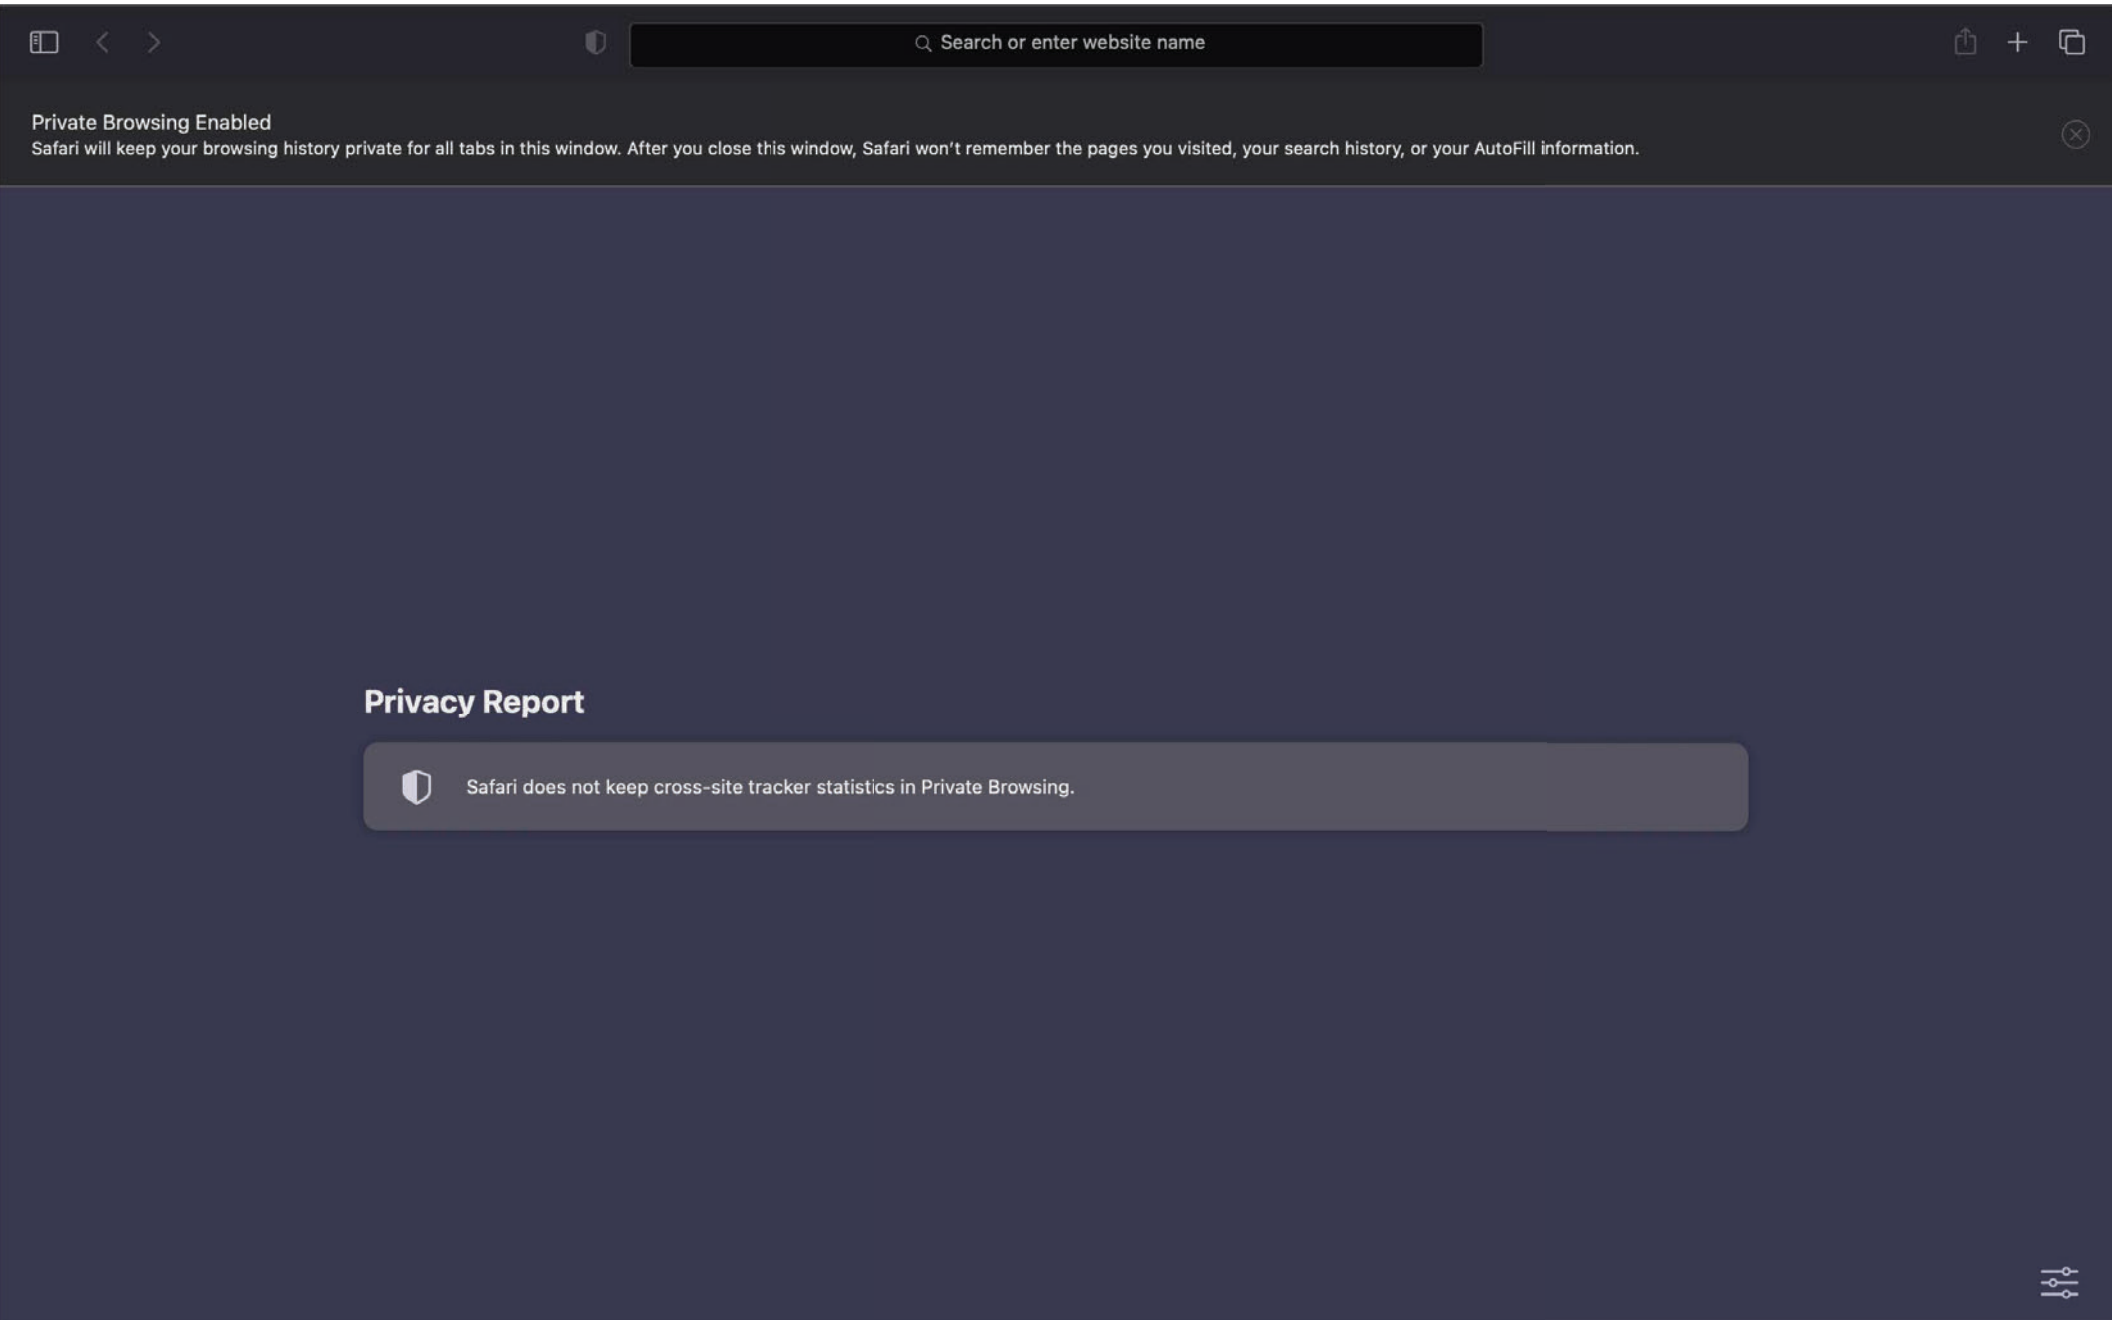 Search or enter website name
Private Browsing Enabled
Safari will keep your browsing history private for all tabs in this window. After you close this window, Safari won't remember the pages you visited, your search history, or your AutoFill information.
Privacy Report
Safari does not keep cross-site tracker statistics in Private Browsing.